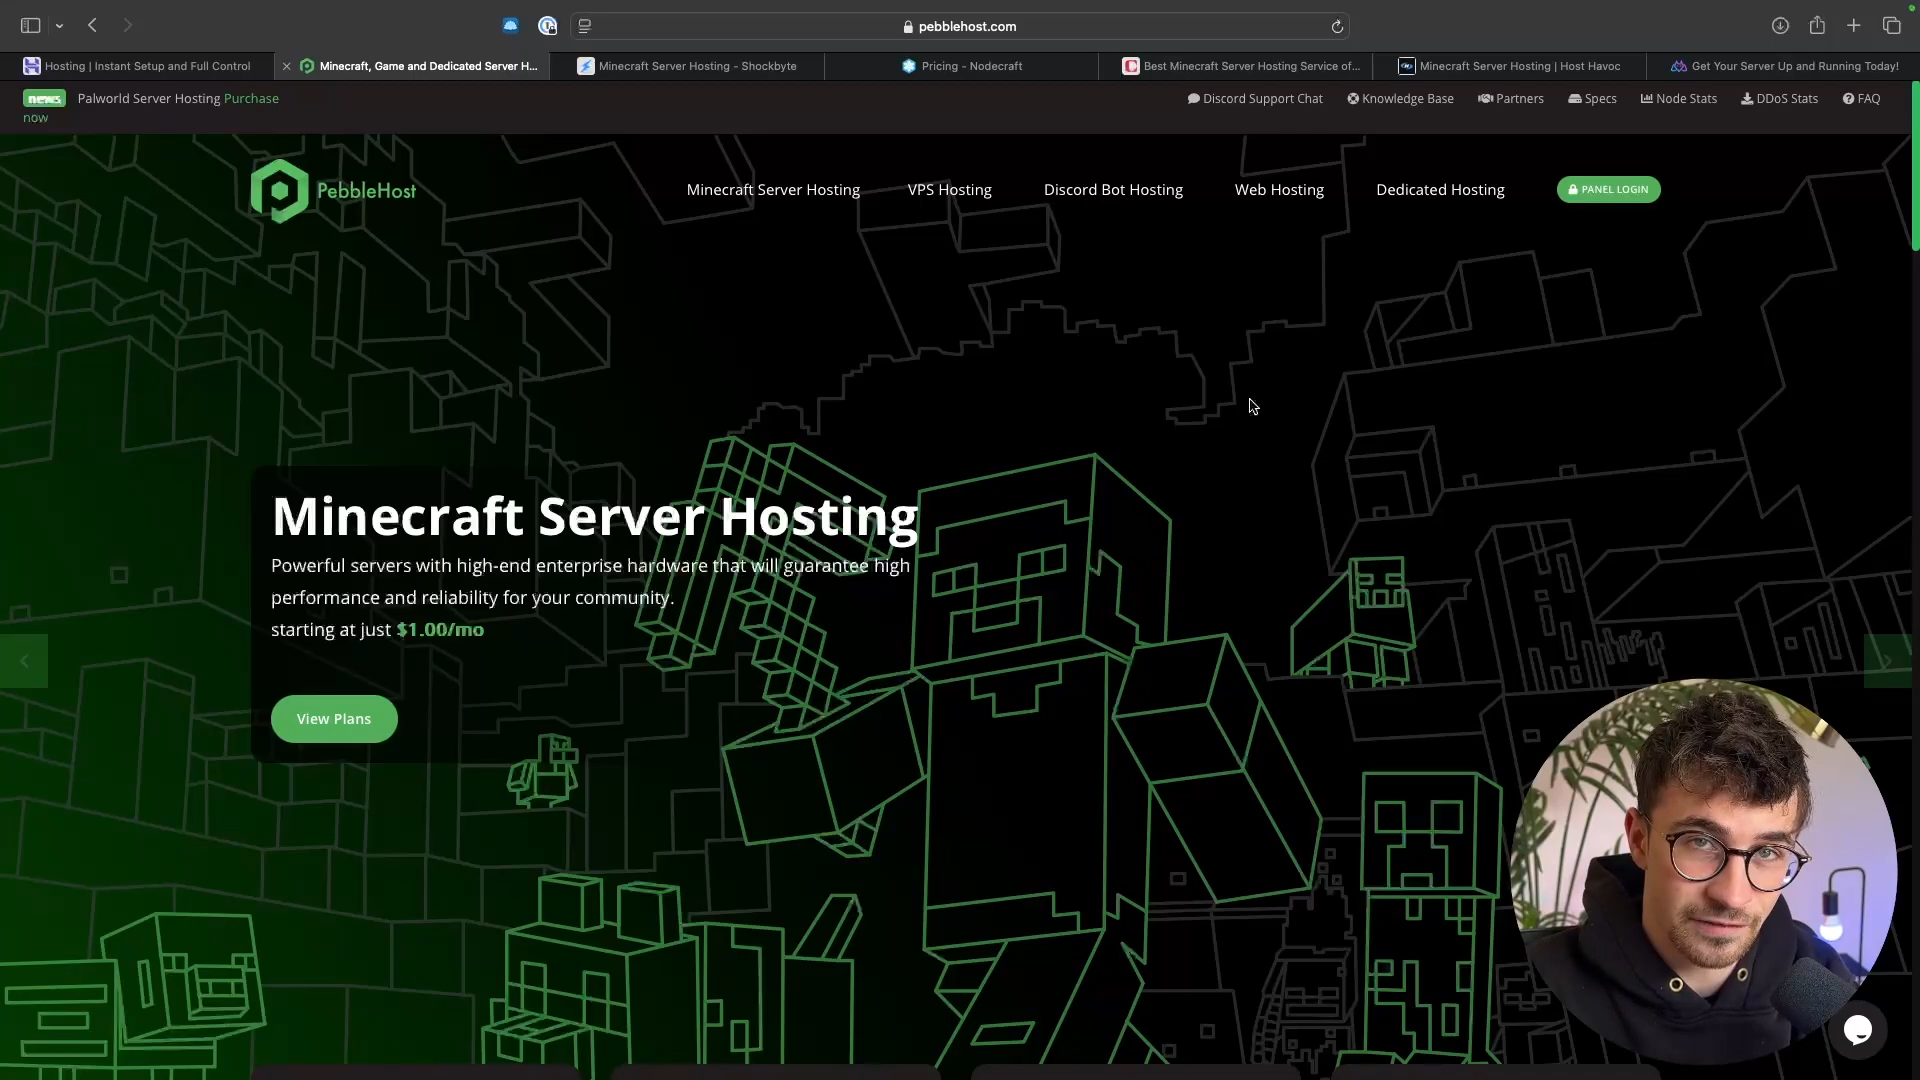 pebblehost.com
Hosting | Instant Setup and Full Control
Minecraft, Game and Dedicated Server H...
Minecraft Server Hosting - Shockbyte
Pricing - Nodecraft
Best Minecraft Server Hosting Service of...
Minecraft Server Hosting | Host Havoc
Get Your Server Up and Running Today!
news Palworld Server Hosting Purchase
now
Discord Support Chat
Knowledge Base
Partners
Specs
Node Stats
DDoS Stats
FAQ
PebbleHost
Minecraft Server Hosting
VPS Hosting
Discord Bot Hosting
Web Hosting
Dedicated Hosting
PANEL LOGIN
Minecraft Server Hosting
Powerful servers with high-end enterprise hardware that will guarantee high
performance and reliability for your community.
starting at just $1.00/mo
View Plans